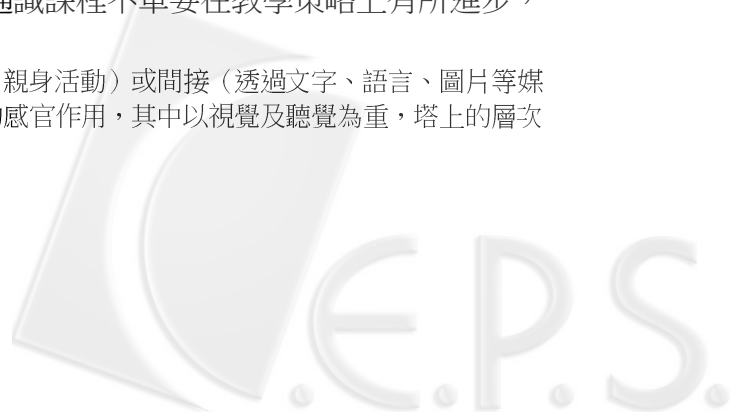 通識課程不單要在教學策略上有所進步，
親身活動）或間接（透過文字、語言、圖片等媒
的感官作用，其中以視覺及聽覺為重，塔上的層次
C.E.P.S.